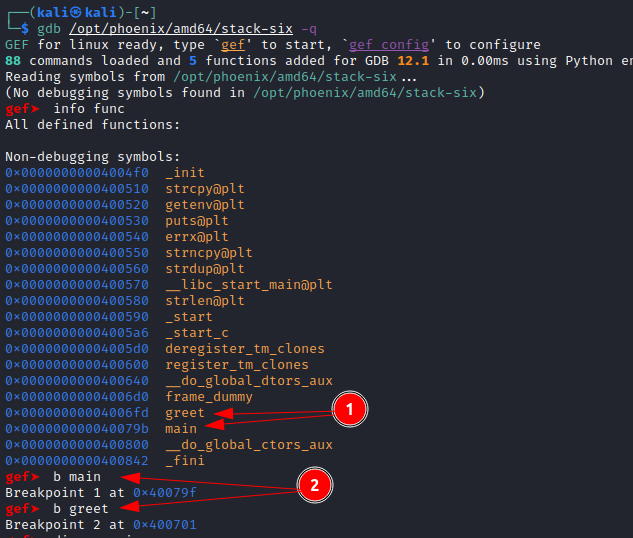 ┌──(kali㉿kali)-[~]
└─$ gdb /opt/phoenix/amd64/stack-six -q
GEF for linux ready, type `gef' to start, `gef config' to configure
88 commands loaded and 5 functions added for GDB 12.1 in 0.00ms using Python en
Reading symbols from /opt/phoenix/amd64/stack-six...
(No debugging symbols found in /opt/phoenix/amd64/stack-six)
gef➤  info func
All defined functions:

Non-debugging symbols:
0x00000000004004f0  _init
0x0000000000400510  strcpy@plt
0x0000000000400520  getenv@plt
0x0000000000400530  puts@plt
0x0000000000400540  errx@plt
0x0000000000400550  strncpy@plt
0x0000000000400560  strdup@plt
0x0000000000400570  __libc_start_main@plt
0x0000000000400580  strlen@plt
0x0000000000400590  _start
0x00000000004005a6  _start_c
0x00000000004005d0  deregister_tm_clones
0x0000000000400600  register_tm_clones
0x0000000000400640  __do_global_dtors_aux
0x00000000004006d0  frame_dummy
0x00000000004006fd  greet
1
0x000000000040079b  main
0x0000000000400800  __do_global_ctors_aux
0x0000000000400842  _fini
gef➤  b main
2
Breakpoint 1 at 0x40079f
gef➤  b greet
Breakpoint 2 at 0x400701